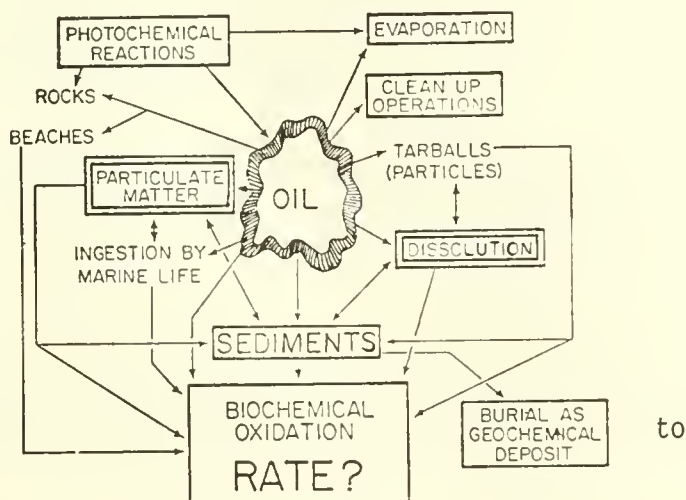 PHOTOCHEMICAL
REACTIONS
EVAPORATION
CLEAN UP
OPERATIONS
ROCKS
BEACHES
TARBALLS
(PARTICLES)
PARTICULATE
MATTER
OIL
INGESTION BY
MARINE LIFE
DISSOLUTION
SEDIMENTS
BIOCHEMICAL
OXIDATION
RATE?
BURIAL AS
GEOCHEMICAL
DEPOSIT
to